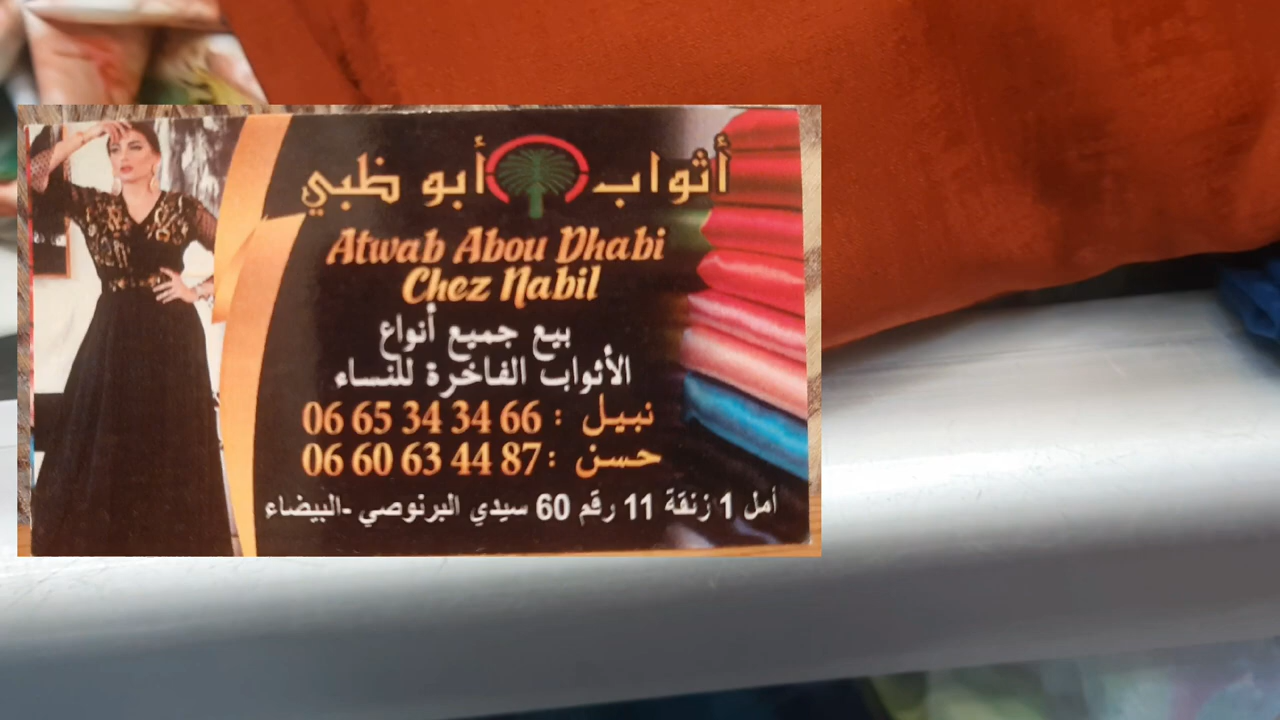 أثواب أبو ظبي
Atwab Abou Dhabi
Chez Nabil
بيع جميع أنواع
الأثواب الفاخرة للنساء
نبيل : 06 65 34 34 66
حسن : 06 60 63 44 87
أمل 1 زنقة 11 رقم 60 سيدي البرنوصي -البيضاء